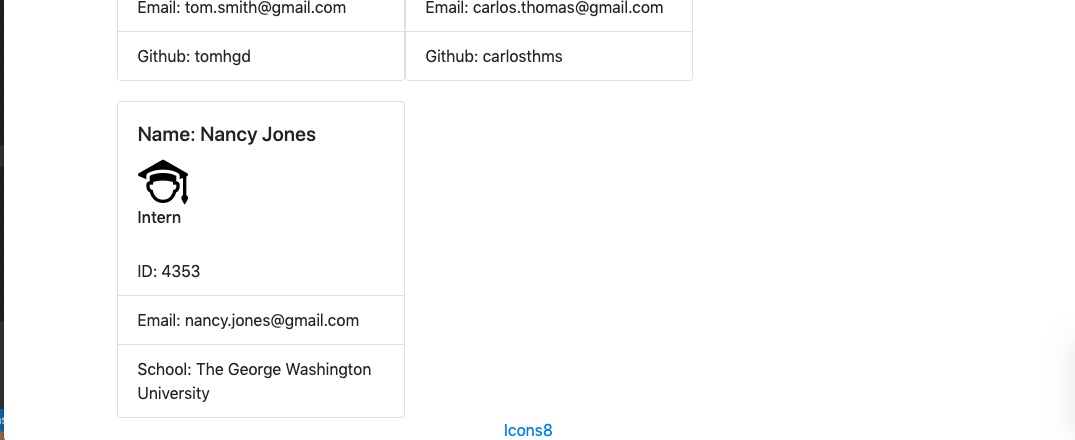 Email: tom.smith@gmail.com
Email: carlos.thomas@gmail.com
Github: tomhgd
Github: carlosthms
Name: Nancy Jones
Intern
ID: 4353
Email: nancy.jones@gmail.com
School: The George Washington
University
Icons8